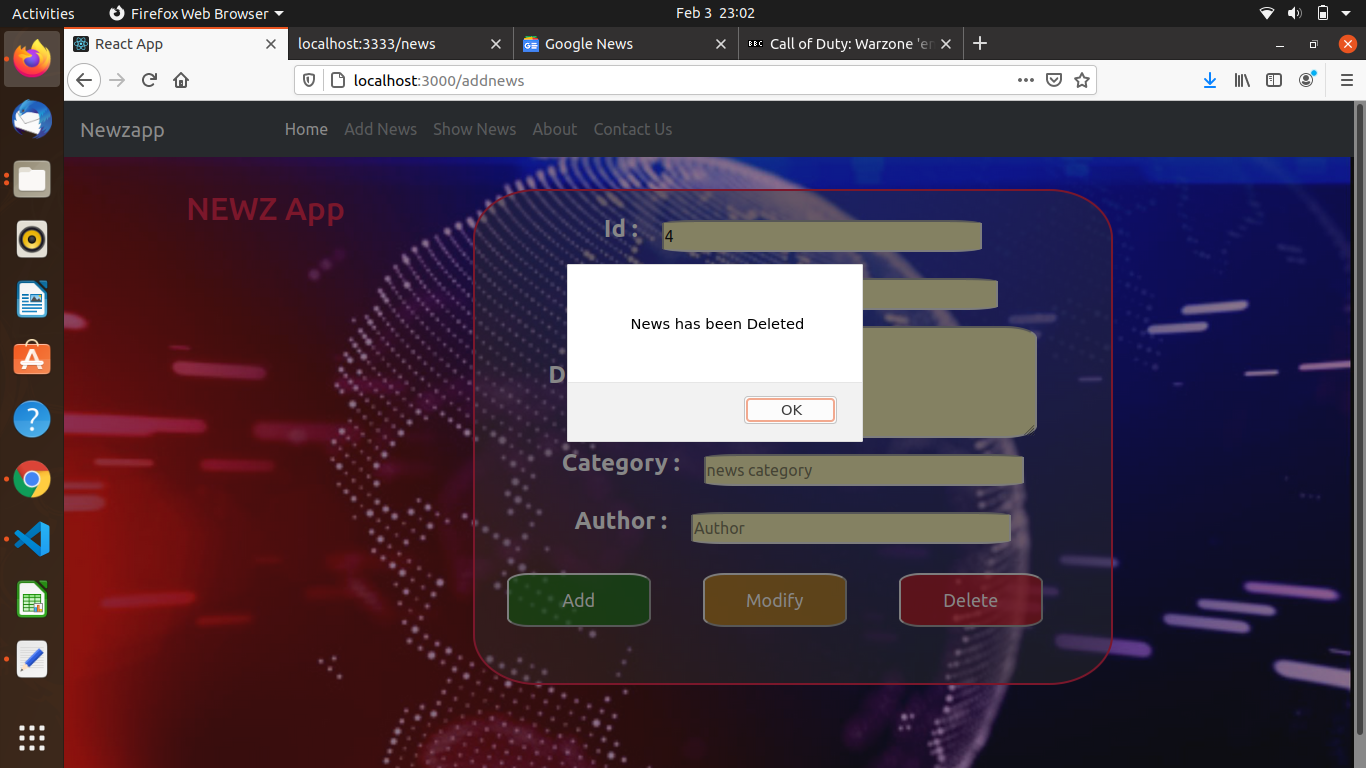 Activities Firefox Web Browser Feb 3 23:02
React App localhost:3333/news Google News BBC Call of Duty: Warzone 'er
localhost:3000/addnews
Newzapp Home Add News Show News About Contact Us
NEWZ App
Id :
4
News has been Deleted
D
OK
Category :
news category
Author :
Author
Add Modify Delete